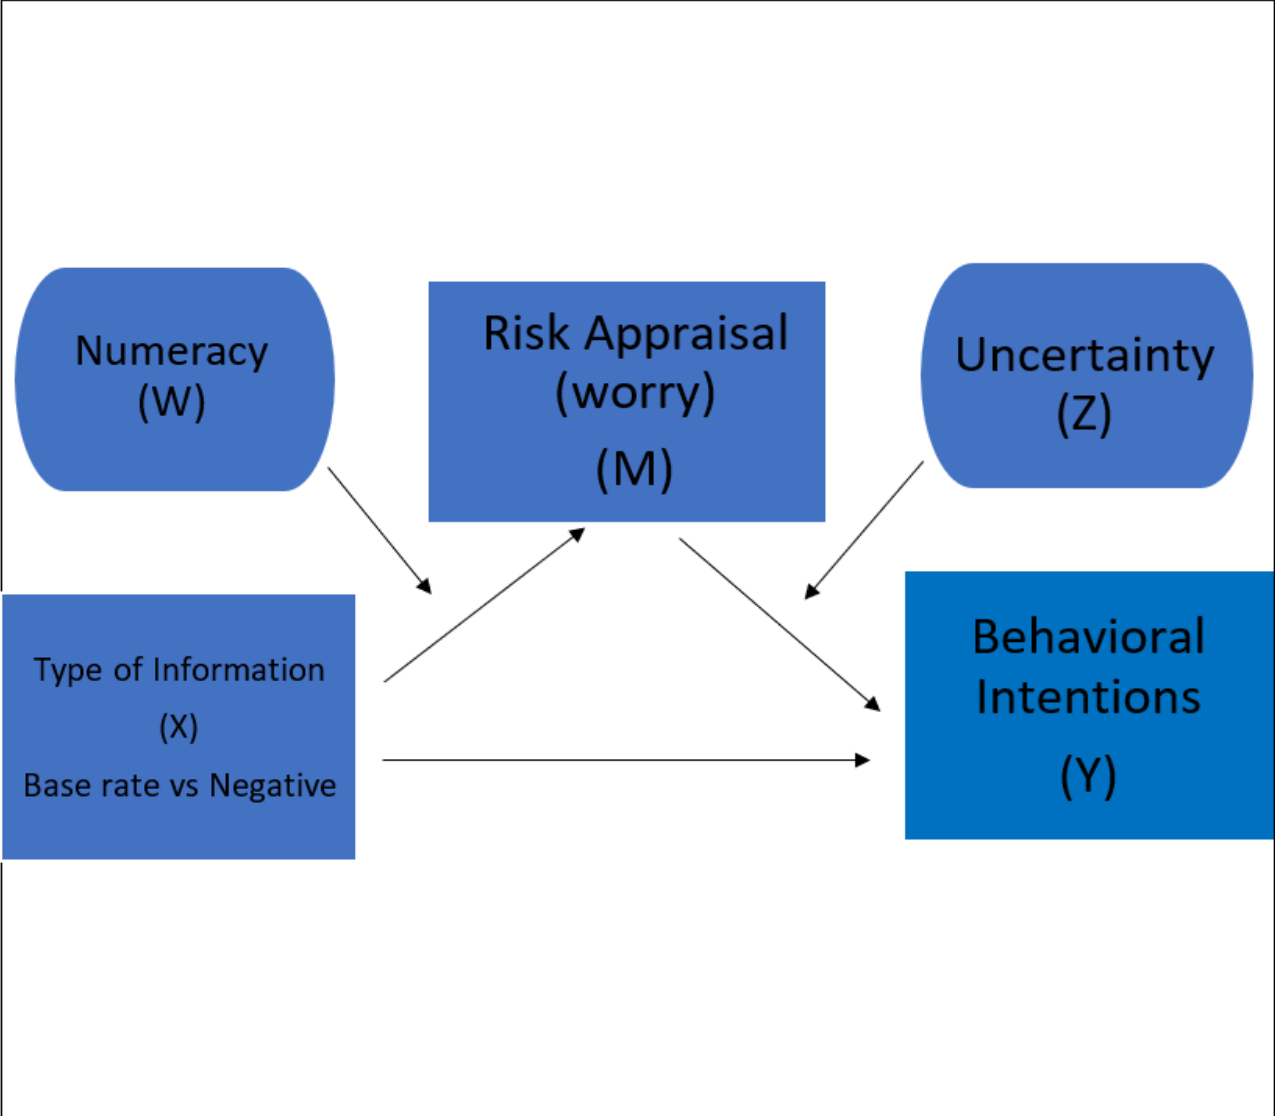 Numeracy
(W)
Risk Appraisal
(worry)
(M)
Uncertainty
(Z)
Type of Information
(X)
Base rate vs Negative
Behavioral
Intentions
(Y)